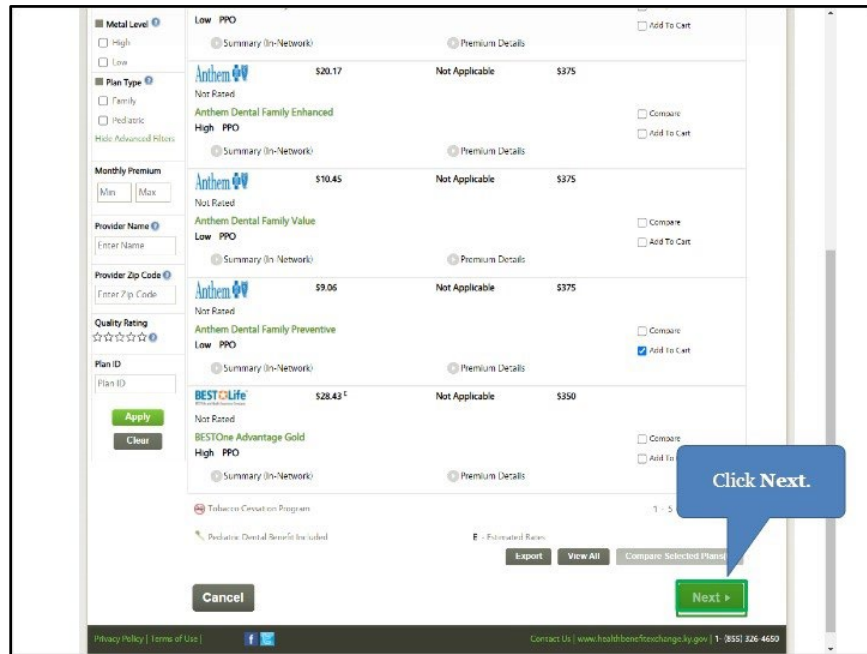 Metal Level
High
Low
Plan Type
Family
Pediatric
Hide Advanced Filters
Monthly Premium
Min Max
Provider Name
Enter Name
Provider Zip Code
Enter Zip Code
Quality Rating
Plan ID
Plan ID
Apply
Clear
Low PPO
Add To Cart
Summary (In-Network) Premium Details
Anthem $20.17 Not Applicable $375
Not Rated
Anthem Dental Family Enhanced
Compare
High PPO
Add To Cart
Summary (In-Network) Premium Details
Anthem $10.45 Not Applicable $375
Not Rated
Anthem Dental Family Value
Compare
Low PPO
Add To Cart
Summary (In-Network) Premium Details
Anthem $9.06 Not Applicable $375
Not Rated
Anthem Dental Family Preventive
Compare
Low PPO
Add To Cart
Summary (In-Network) Premium Details
BEST Life $28.43 E Not Applicable $350
Not Rated
BESTOne Advantage Gold
Compare
High PPO
Add To
Summary (In-Network) Premium Details
Click Next.
Tobacco Cessation Program 1 - 5
Pediatric Dental Benefit Included E - Estimated Rates
Export View All Compare Selected Plans
Cancel Next
Privacy Policy | Terms of Use | Contact Us | www.healthbenefitexchange.ky.gov | 1- (855) 326-4650